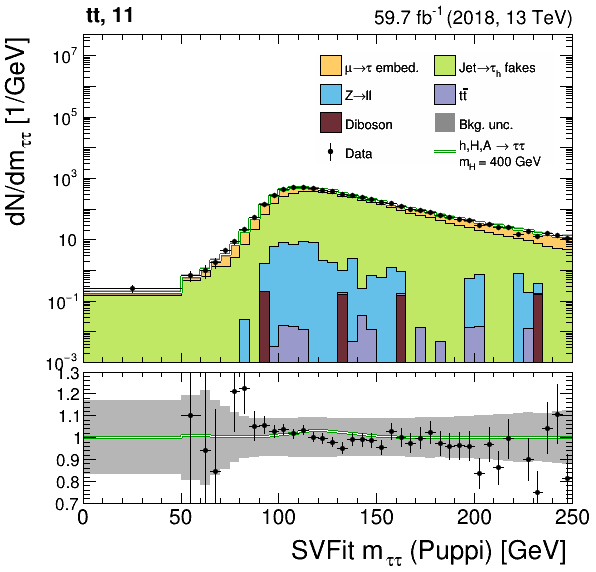 tt, 11
59.7 fb⁻¹ (2018, 13 TeV)
dN/dm_ττ [1/GeV]
10⁷
10⁵
10³
10
10⁻¹
10⁻³
μ→τ embed.
Jet→τ_h fakes
Z→ll
tt̄
Diboson
Bkg. unc.
Data
h,H,A → ττ
m_H = 400 GeV
1.3
1.2
1.1
1
0.9
0.8
0.7
0 50 100 150 200 250
SVFit m_ττ (Puppi) [GeV]